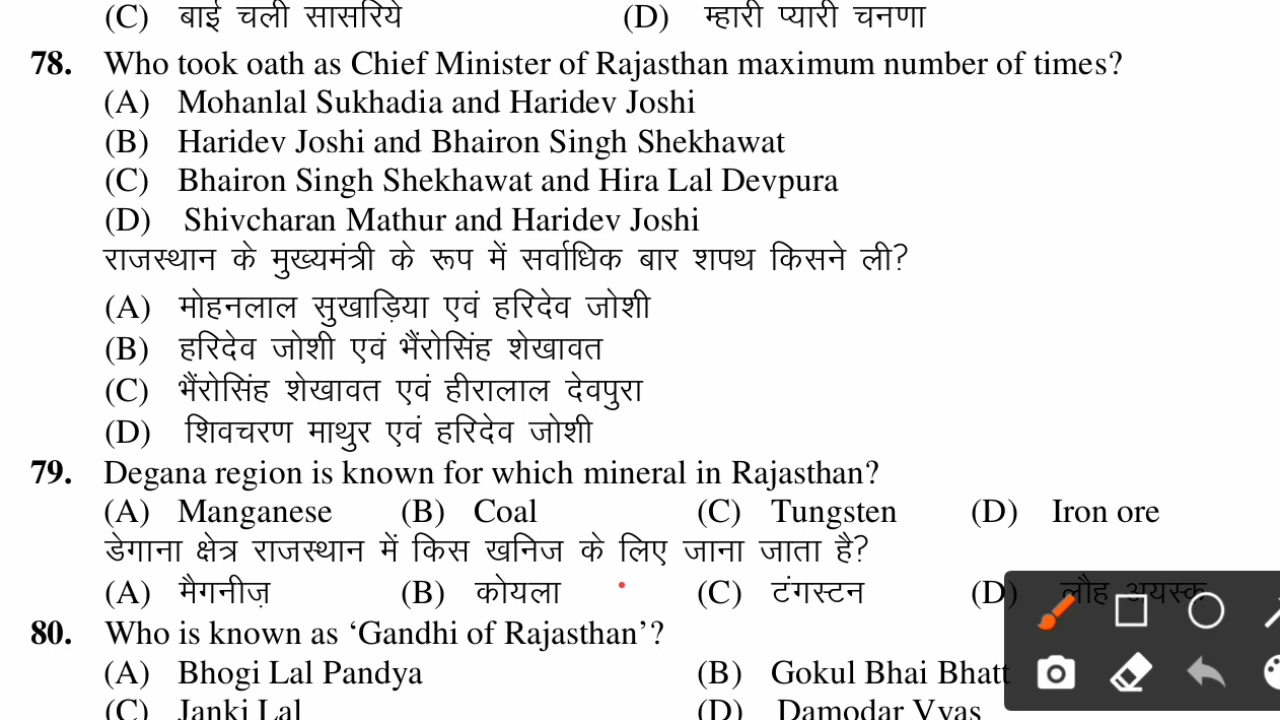 (C) बाई चली सासरिये (D) म्हारी प्यारी चनणा
78. Who took oath as Chief Minister of Rajasthan maximum number of times?
(A) Mohanlal Sukhadia and Haridev Joshi
(B) Haridev Joshi and Bhairon Singh Shekhawat
(C) Bhairon Singh Shekhawat and Hira Lal Devpura
(D) Shivcharan Mathur and Haridev Joshi
राजस्थान के मुख्यमंत्री के रूप में सर्वाधिक बार शपथ किसने ली?
(A) मोहनलाल सुखाड़िया एवं हरिदेव जोशी
(B) हरिदेव जोशी एवं भैंरोसिंह शेखावत
(C) भैंरोसिंह शेखावत एवं हीरालाल देवपुरा
(D) शिवचरण माथुर एवं हरिदेव जोशी
79. Degana region is known for which mineral in Rajasthan?
(A) Manganese (B) Coal (C) Tungsten (D) Iron ore
डेगाना क्षेत्र राजस्थान में किस खनिज के लिए जाना जाता है?
(A) मैगनीज़ (B) कोयला (C) टंगस्टन (D) लौह अयस्क
80. Who is known as ‘Gandhi of Rajasthan’?
(A) Bhogi Lal Pandya (B) Gokul Bhai Bhatt
(C) Janki Lal (D) Damodar Vyas